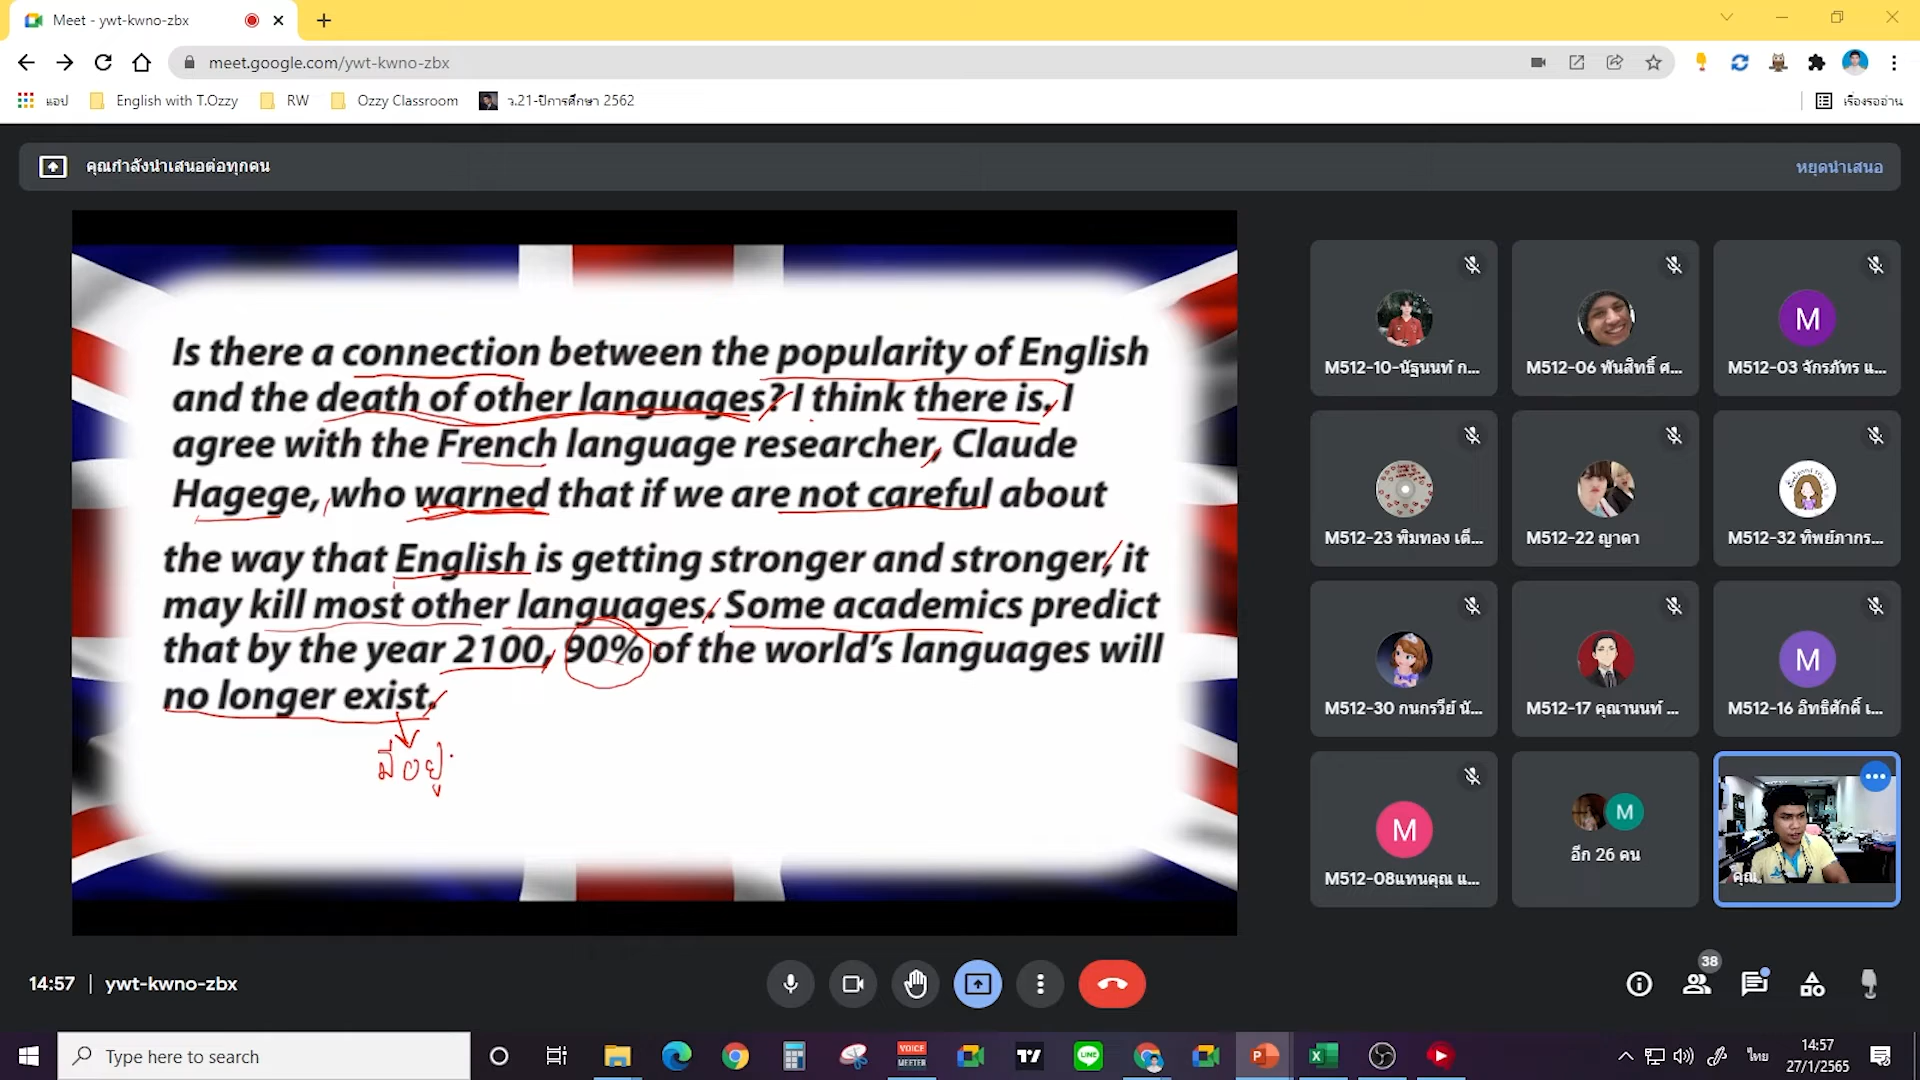 Meet - ywt-kwno-zbx
meet.google.com/ywt-kwno-zbx
แอป
English with T.Ozzy
RW
Ozzy Classroom
ว.21-ปีการศึกษา 2562
เรื่องรออ่าน
คุณกำลังนำเสนอต่อทุกคน
หยุดนำเสนอ
Is there a connection between the popularity of English
and the death of other languages? I think there is. I
agree with the French language researcher, Claude
Hagege, who warned that if we are not careful about
the way that English is getting stronger and stronger, it
may kill most other languages. Some academics predict
that by the year 2100, 90% of the world's languages will
no longer exist.
มีอยู่
M512-10-นัฐนนท์ ก...
M512-06 พันสิทธิ์ ศ...
M
M512-03 จักรภัทร แ...
M512-23 พิมทอง เต็...
M512-22 ญาดา
M512-32 ทิพย์ภากร...
M512-30 กนกรวีย์ นั...
M512-17 คุณานนท์ ...
M
M512-16 อิทธิศักดิ์ เ...
M
M512-08แทนคุณ แ...
M
อีก 26 คน
คุณ
14:57 | ywt-kwno-zbx
38
Type here to search
VOICE
MEETER
LINE
ไทย
14:57
27/1/2565